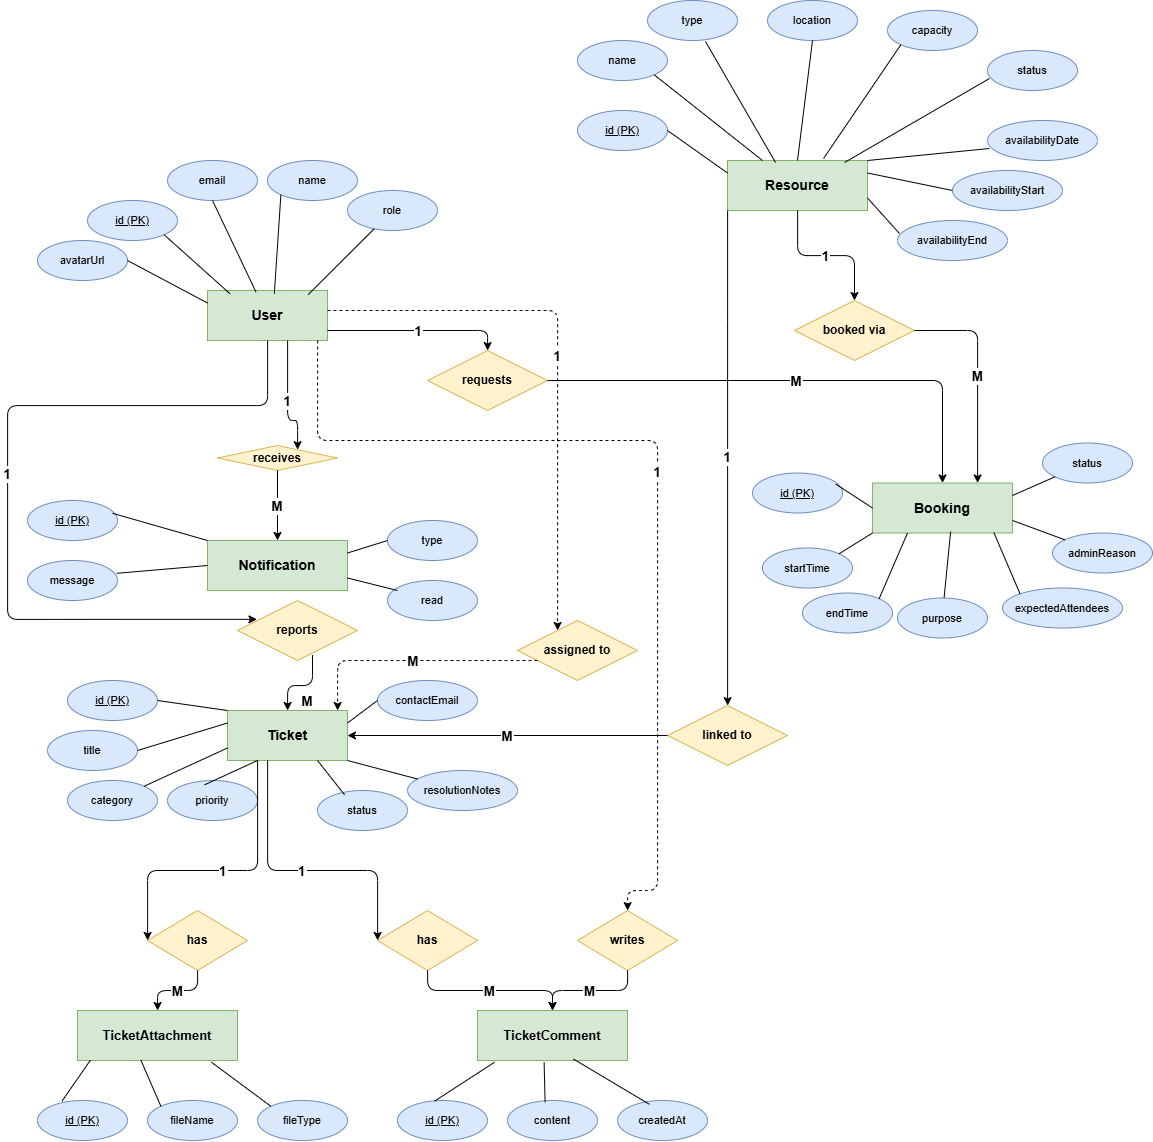 type
location
capacity
name
status
id (PK)
availabilityDate
Resource
availabilityStart
availabilityEnd
email
name
id (PK)
role
avatarUrl
User
1
booked via
1
requests
1
M
M
1
receives
1
1
1
M
status
id (PK)
Booking
adminReason
startTime
endTime
purpose
expectedAttendees
id (PK)
type
Notification
message
read
reports
assigned to
M
id (PK)
M
contactEmail
Ticket
linked to
M
title
category
priority
status
resolutionNotes
1
1
has
has
writes
M
M
M
TicketAttachment
TicketComment
id (PK)
fileName
fileType
id (PK)
content
createdAt